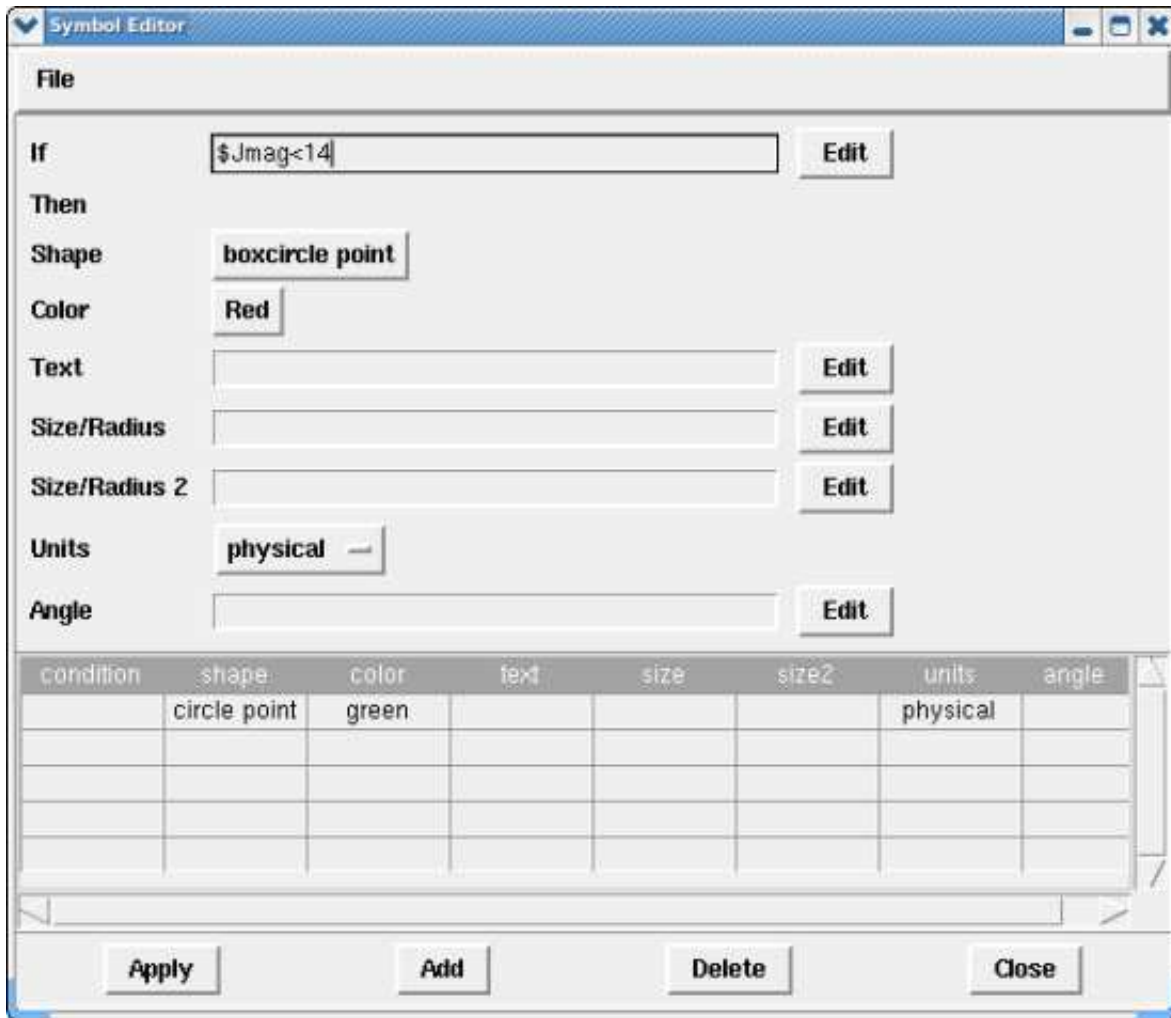 Symbol Editor
File
If $Jmag<14 Edit
Then
Shape boxcircle point
Color Red
Text Edit
Size/Radius Edit
Size/Radius 2 Edit
Units physical
Angle Edit
condition shape color text size size2 units angle
circle point green physical
Apply Add Delete Close